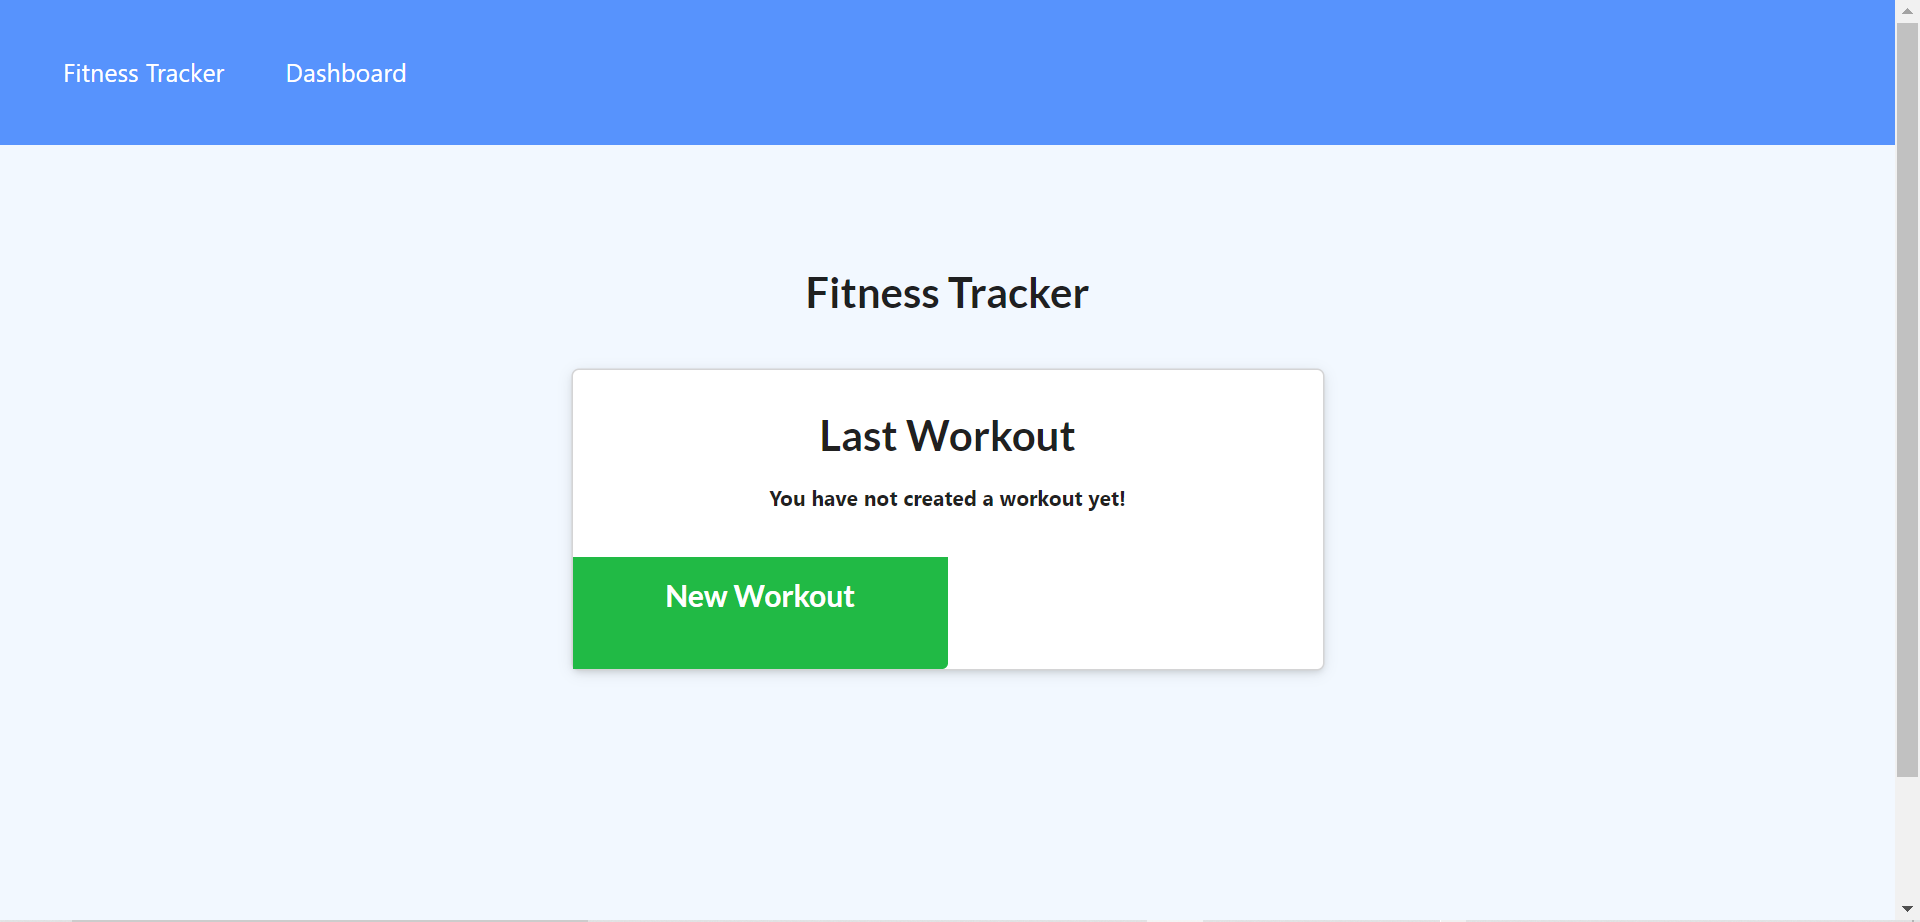 Fitness Tracker Dashboard
Fitness Tracker
Last Workout
You have not created a workout yet!
New Workout